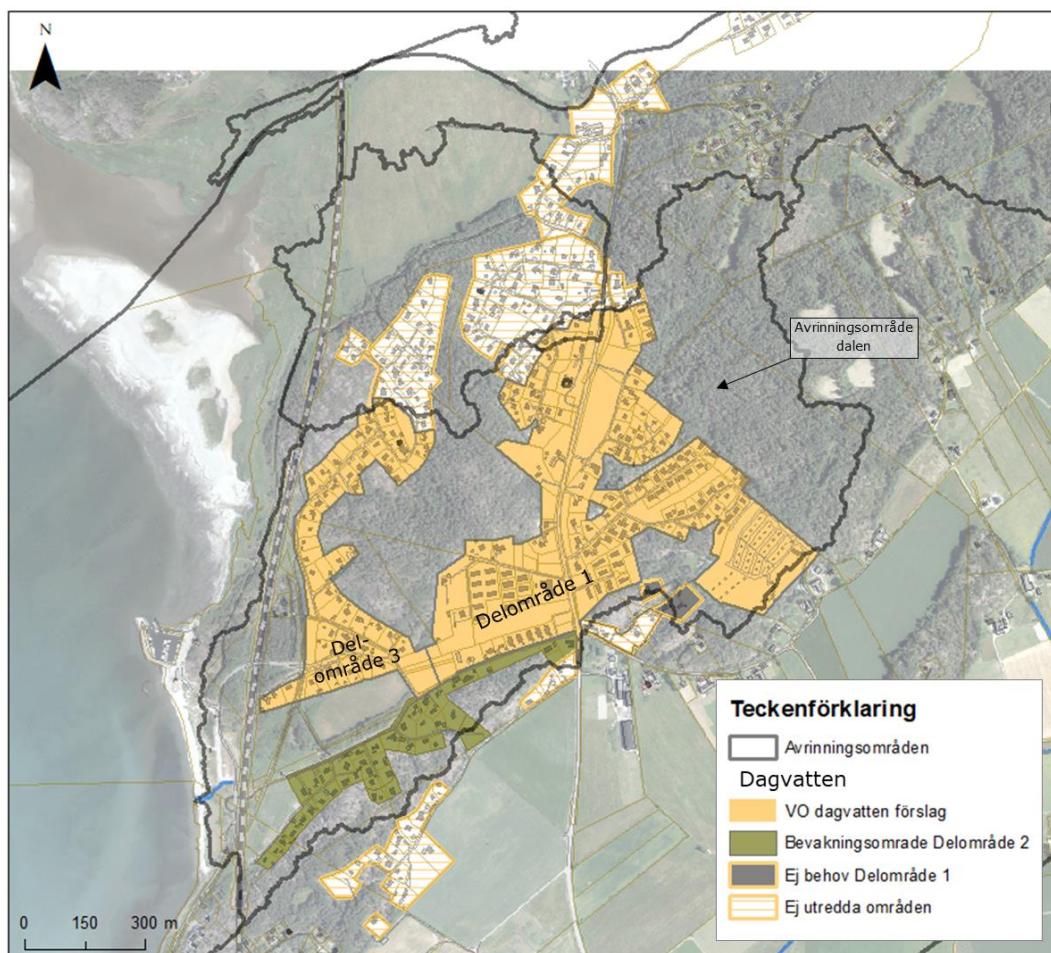 N
Avrinningsområde
dalen
Delområde 1
Del-
område 3
Teckenförklaring
Avrinningsområden
Dagvatten
VO dagvatten förslag
Bevakningsomrade Delområde 2
Ej behov Delområde 1
Ej utredda områden
0 150 300 m